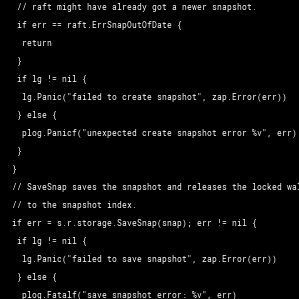 // raft might have already got a newer snapshot.
if err == raft.ErrSnapOutOfDate {
return
}
if lg != nil {
lg.Panic("failed to create snapshot", zap.Error(err))
} else {
plog.Panicf("unexpected create snapshot error %v", err)
}
}
// SaveSnap saves the snapshot and releases the locked wal
// to the snapshot index.
if err = s.r.storage.SaveSnap(snap); err != nil {
if lg != nil {
lg.Panic("failed to save snapshot", zap.Error(err))
} else {
plog.Fatalf("save snapshot error: %v", err)